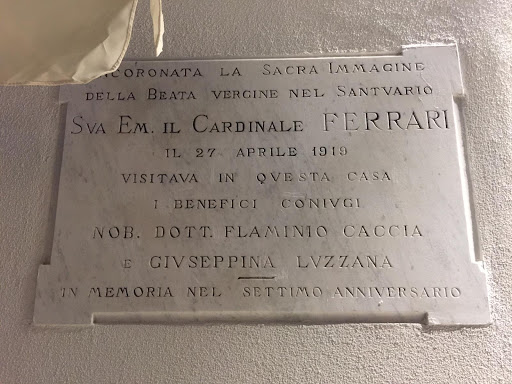 CORONATA LA SACRA IMMAGINE
DELLA BEATA VERGINE NEL SANTVARIO
SVA EM. IL CARDINALE FERRARI
IL 27 APRILE 1919
VISITAVA IN QVESTA CASA
I BENEFICI CONIVGI
NOB. DOTT. FLAMINIO CACCIA
E GIVSEPPINA LVZZANA
IN MEMORIA NEL SETTIMO ANNIVERSARIO